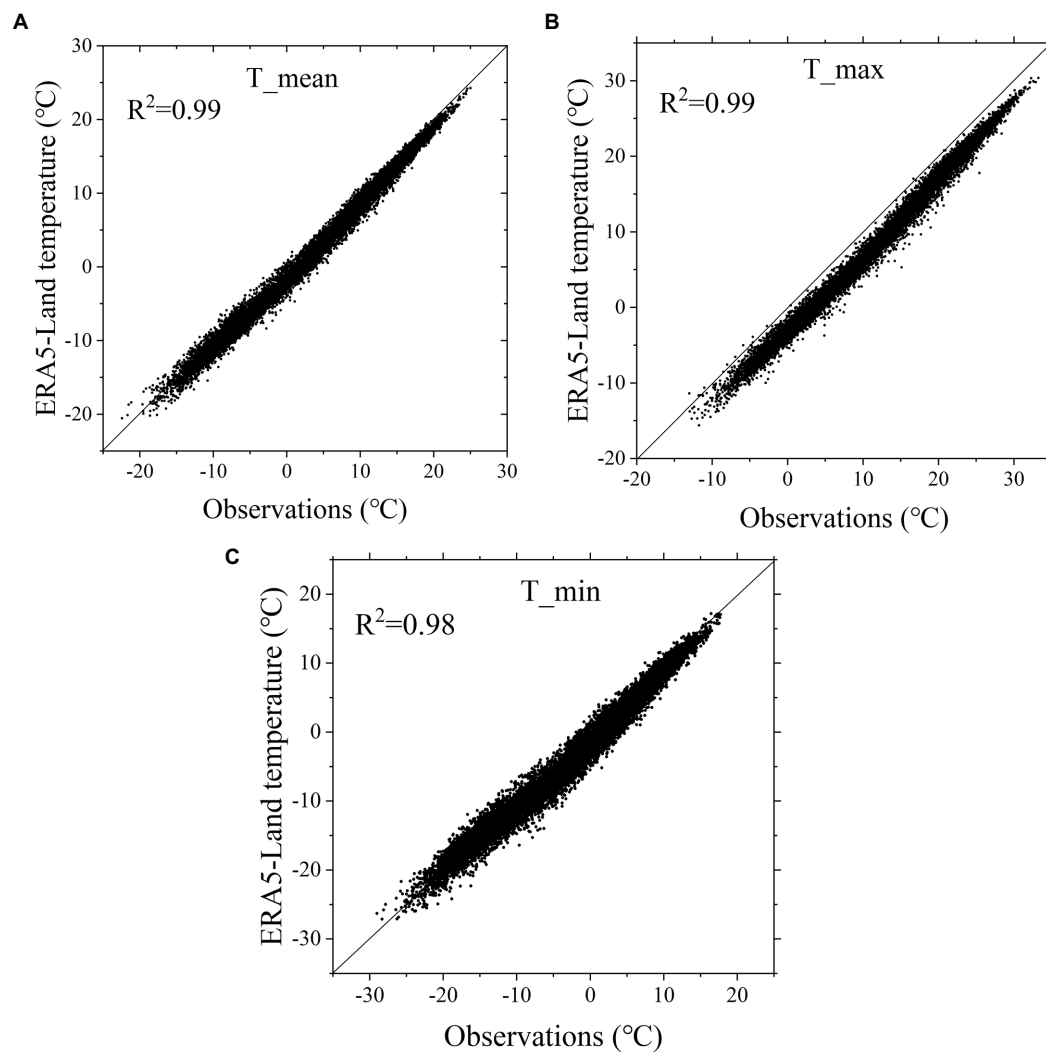 A
T_mean
R²=0.99
ERA5-Land temperature (°C)
30
20
10
0
-10
-20
-20 -10 0 10 20 30
Observations (°C)
B
T_max
R²=0.99
ERA5-Land temperature (°C)
30
20
10
0
-10
-20
-20 -10 0 10 20 30
Observations (°C)
C
T_min
R²=0.98
ERA5-Land temperature (°C)
20
10
0
-10
-20
-30
-30 -20 -10 0 10 20
Observations (°C)